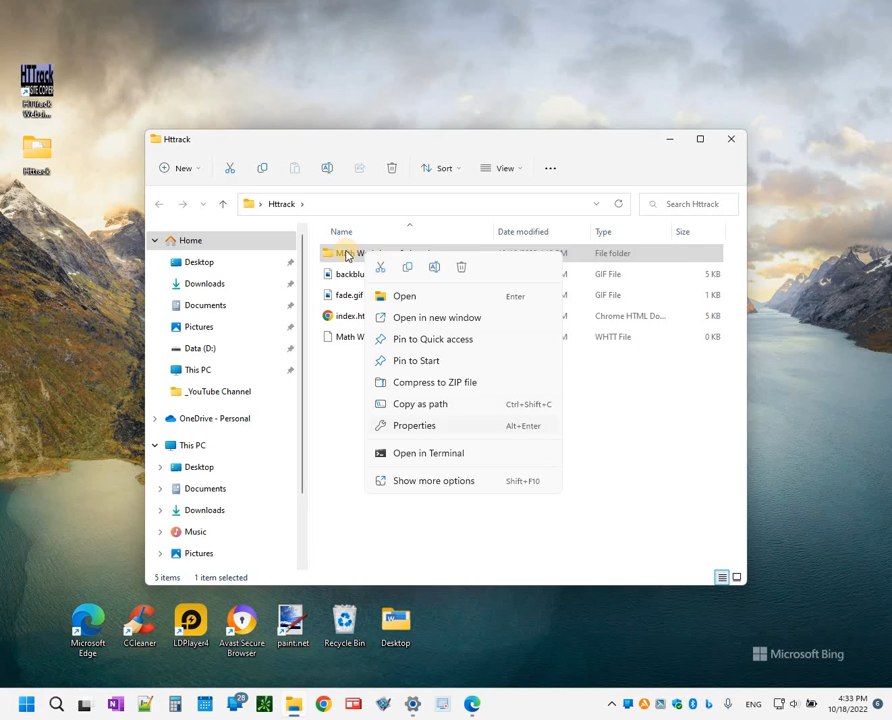 HTTrack
SITE COPIER
HTTrack
Websi...
Httrack
Httrack
New
Sort
View
Httrack
Search Httrack
Name
Date modified
Type
Size
File folder
backblu
GIF File
5 KB
fade.gif
GIF File
1 KB
index.ht
Chrome HTML Do...
5 KB
Math W
WHTT File
0 KB
Home
Desktop
Downloads
Documents
Pictures
Data (D:)
This PC
_YouTube Channel
OneDrive - Personal
This PC
Desktop
Documents
Downloads
Music
Pictures
Open Enter
Open in new window
Pin to Quick access
Pin to Start
Compress to ZIP file
Copy as path Ctrl+Shift+C
Properties Alt+Enter
Open in Terminal
Show more options Shift+F10
5 items 1 item selected
Microsoft
Edge
CCleaner
LDPlayer4
Avast Secure
Browser
paint.net
Recycle Bin
Desktop
Microsoft Bing
28
ENG
4:33 PM
10/18/2022
6